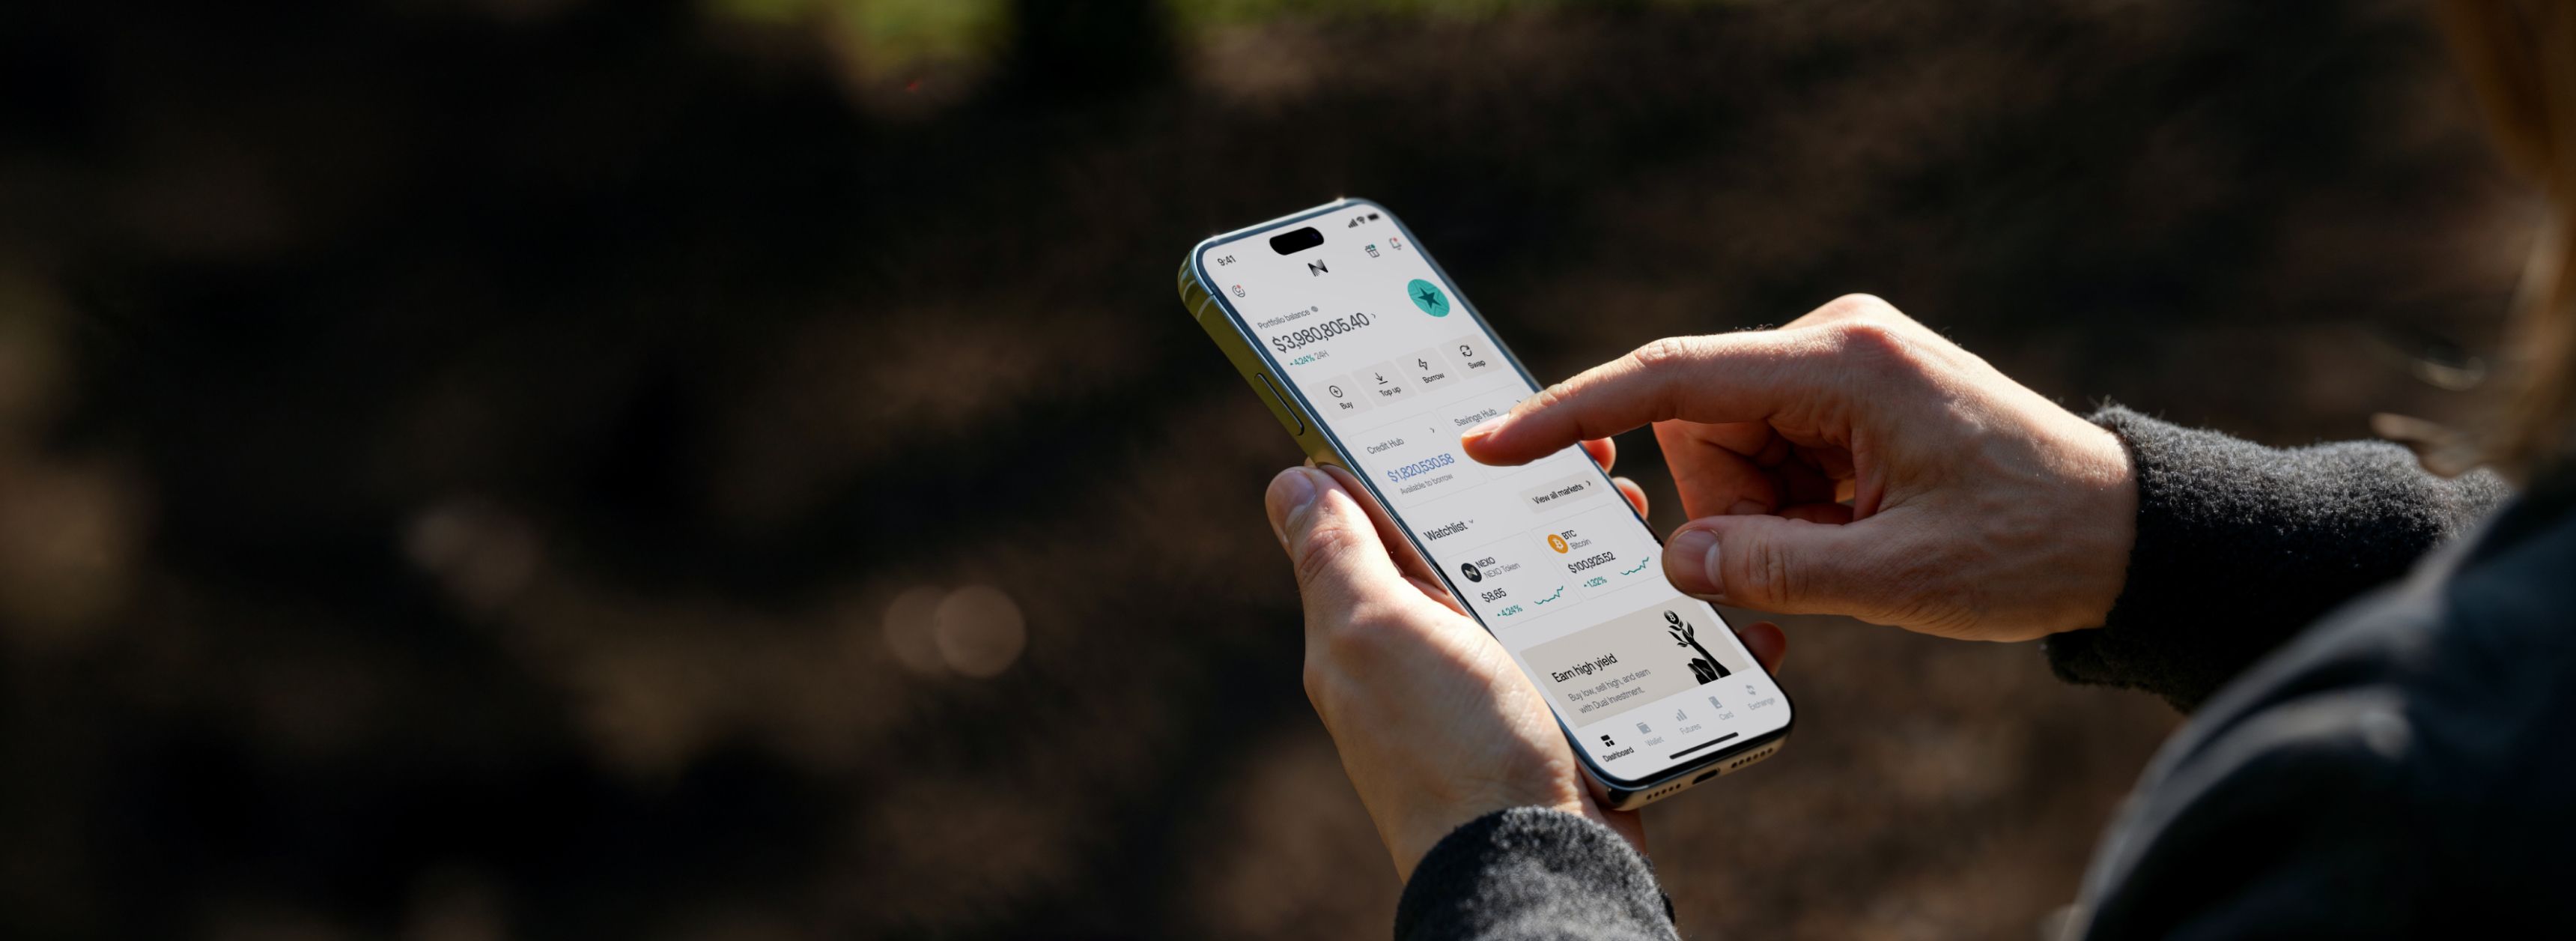 9:41
Portfolio balance
$3,980,805.40
4.24% 24H
Buy
Top up
Borrow
Swap
Credit Hub
$1,820,530.58
Available to borrow
Savings Hub
Watchlist
View all markets
NEXO
NEXO Token
$8.65
4.24%
BTC
Bitcoin
$100,925.52
1.32%
Earn high yield
Buy low, sell high, and earn
with Dual Investment.
Dashboard
Wallet
Futures
Card
Exchange